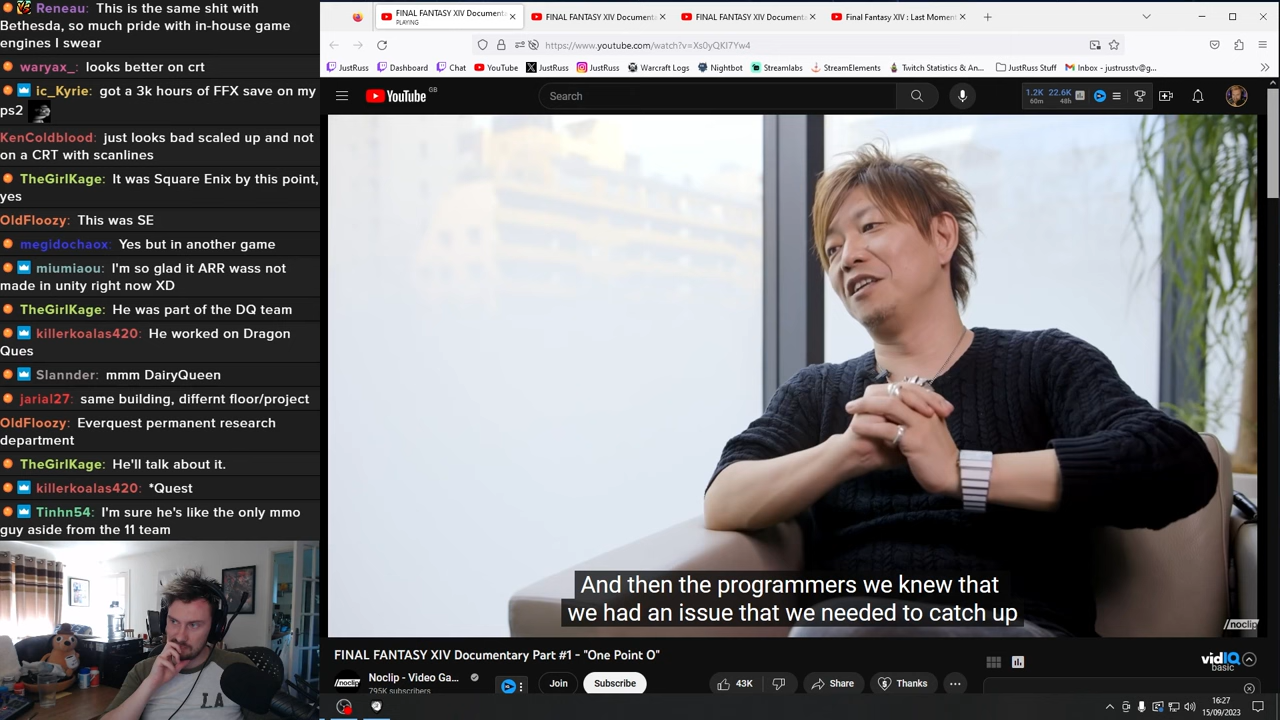 Reneau: This is the same shit with
Bethesda, so much pride with in-house game
engines I swear
waryax_: looks better on crt
ic_Kyrie: got a 3k hours of FFX save on my
ps2
KenColdblood: just looks bad scaled up and not
on a CRT with scanlines
TheGirlKage: It was Square Enix by this point,
yes
OldFloozy: This was SE
megidochaox: Yes but in another game
miumiaou: I'm so glad it ARR wass not
made in unity right now XD
TheGirlKage: He was part of the DQ team
killerkoalas420: He worked on Dragon
Ques
Slannder: mmm DairyQueen
jarial27: same building, differnt floor/project
OldFloozy: Everquest permanent research
department
TheGirlKage: He'll talk about it.
killerkoalas420: *Quest
Tinhn54: I'm sure he's like the only mmo
guy aside from the 11 team
FINAL FANTASY XIV Documentar
PLAYING
FINAL FANTASY XIV Documenta
FINAL FANTASY XIV Documenta
Final Fantasy XIV : Last Moment
https://www.youtube.com/watch?v=Xs0yQKI7Yw4
JustRuss Dashboard Chat YouTube JustRuss JustRuss Warcraft Logs Nightbot Streamlabs StreamElements Twitch Statistics & An... JustRuss Stuff Inbox - justrusstv@g...
YouTube GB
Search
1.2K 22.6K
60m 48h
And then the programmers we knew that
we had an issue that we needed to catch up
/noclip
FINAL FANTASY XIV Documentary Part #1 - "One Point O"
vidIQ
basic
/noclip
Noclip - Video Ga...
795K subscribers
Join
Subscribe
43K
Share
Thanks
16:27
15/09/2023